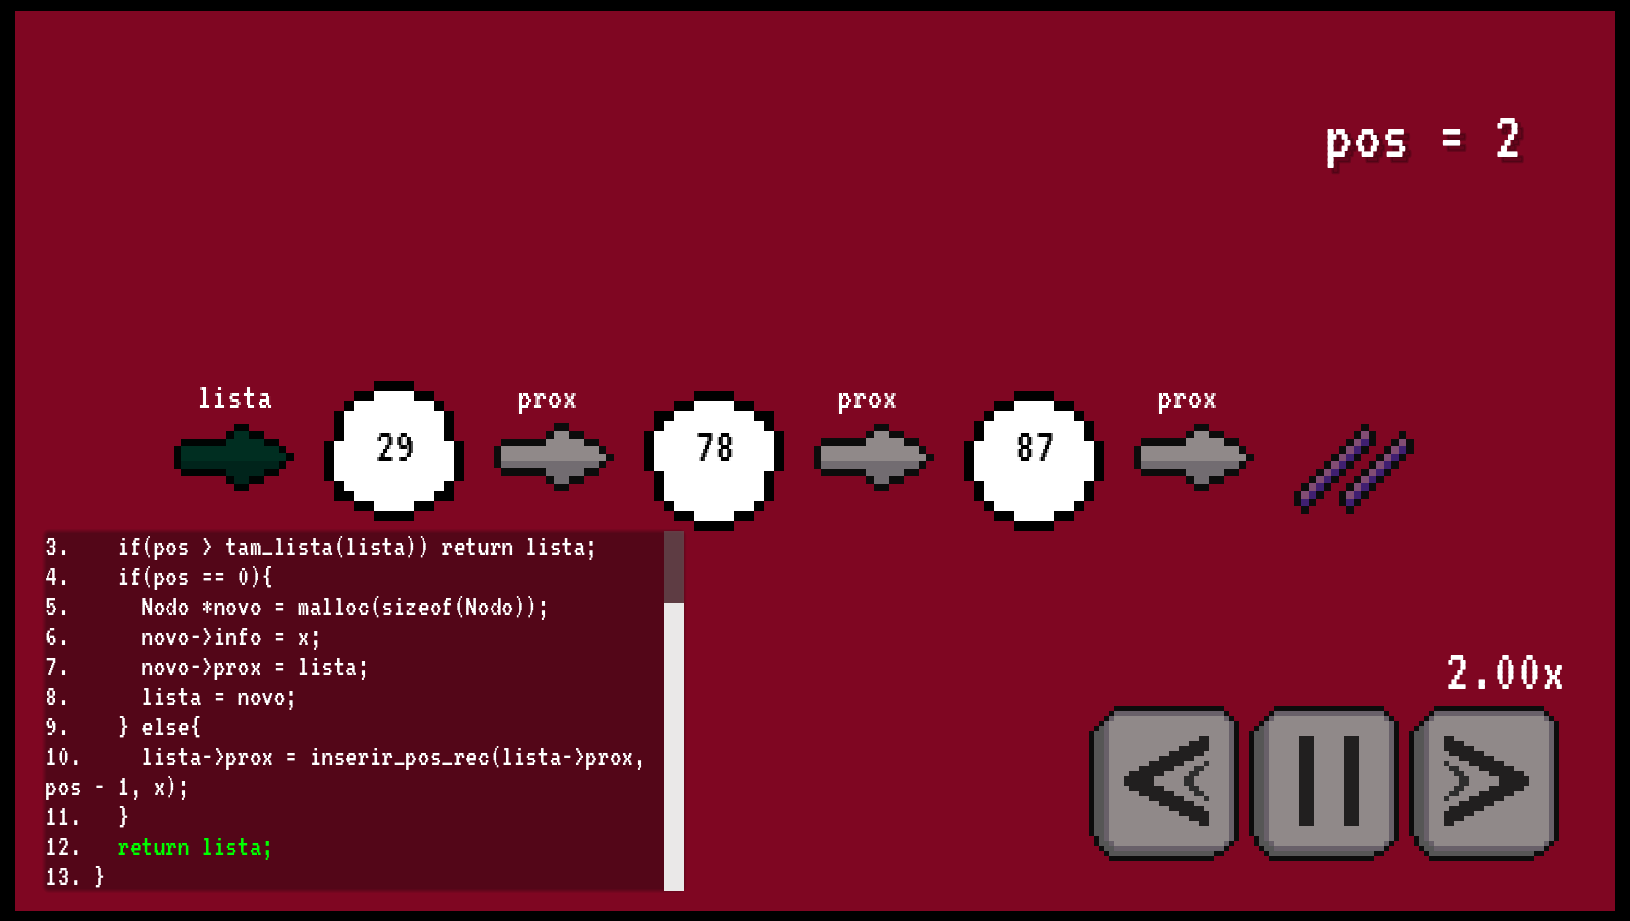 pos = 2
lista
prox
prox
prox
29
78
87
3. if(pos > tam_lista(lista)) return lista;
4. if(pos == 0){
5. Nodo *novo = malloc(sizeof(Nodo));
6. novo->info = x;
7. novo->prox = lista;
8. lista = novo;
9. } else{
10. lista->prox = inserir_pos_rec(lista->prox,
pos - 1, x);
11. }
12. return lista;
13. }
2.00x